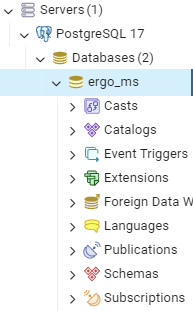 Servers (1)
PostgreSQL 17
Databases (2)
ergo_ms
Casts
Catalogs
Event Triggers
Extensions
Foreign Data W
Languages
Publications
Schemas
Subscriptions